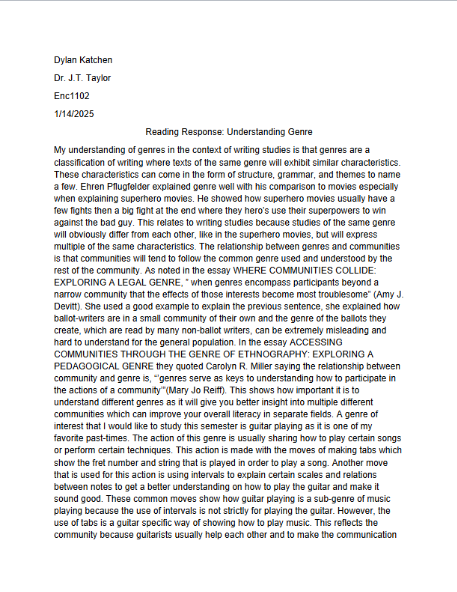 Dylan Katchen
Dr. J.T. Taylor
Enc1102
1/14/2025
Reading Response: Understanding Genre
My understanding of genres in the context of writing studies is that genres are a
classification of writing where texts of the same genre will exhibit similar characteristics.
These characteristics can come in the form of structure, grammar, and themes to name
a few. Ehren Pflugfelder explained genre well with his comparison to movies especially
when explaining superhero movies. He showed how superhero movies usually have a
few fights then a big fight at the end where they hero's use their superpowers to win
against the bad guy. This relates to writing studies because studies of the same genre
will obviously differ from each other, like in the superhero movies, but will express
multiple of the same characteristics. The relationship between genres and communities
is that communities will tend to follow the common genre used and understood by the
rest of the community. As noted in the essay WHERE COMMUNITIES COLLIDE:
EXPLORING A LEGAL GENRE, " when genres encompass participants beyond a
narrow community that the effects of those interests become most troublesome" (Amy J.
Devitt). She used a good example to explain the previous sentence, she explained how
ballot-writers are in a small community of their own and the genre of the ballots they
create, which are read by many non-ballot writers, can be extremely misleading and
hard to understand for the general population. In the essay ACCESSING
COMMUNITIES THROUGH THE GENRE OF ETHNOGRAPHY: EXPLORING A
PEDAGOGICAL GENRE they quoted Carolyn R. Miller saying the relationship between
community and genre is, "'genres serve as keys to understanding how to participate in
the actions of a community'"(Mary Jo Reiff). This shows how important it is to
understand different genres as it will give you better insight into multiple different
communities which can improve your overall literacy in separate fields. A genre of
interest that I would like to study this semester is guitar playing as it is one of my
favorite past-times. The action of this genre is usually sharing how to play certain songs
or perform certain techniques. This action is made with the moves of making tabs which
show the fret number and string that is played in order to play a song. Another move
that is used for this action is using intervals to explain certain scales and relations
between notes to get a better understanding on how to play the guitar and make it
sound good. These common moves show how guitar playing is a sub-genre of music
playing because the use of intervals is not strictly for playing the guitar. However, the
use of tabs is a guitar specific way of showing how to play music. This reflects the
community because guitarists usually help each other and to make the communication